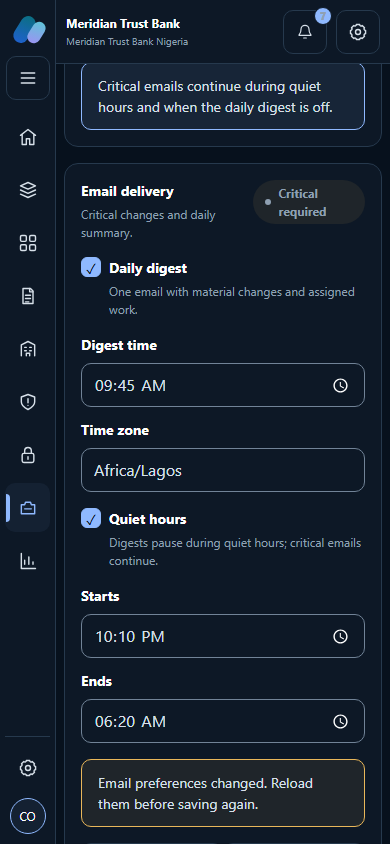 Meridian Trust Bank
Meridian Trust Bank Nigeria
7
Critical emails continue during quiet
hours and when the daily digest is off.
Email delivery
Critical changes and daily
summary.
Critical
required
Daily digest
One email with material changes and assigned
work.
Digest time
09:45 AM
Time zone
Africa/Lagos
Quiet hours
Digests pause during quiet hours; critical emails
continue.
Starts
10:10 PM
Ends
06:20 AM
Email preferences changed. Reload
them before saving again.
CO